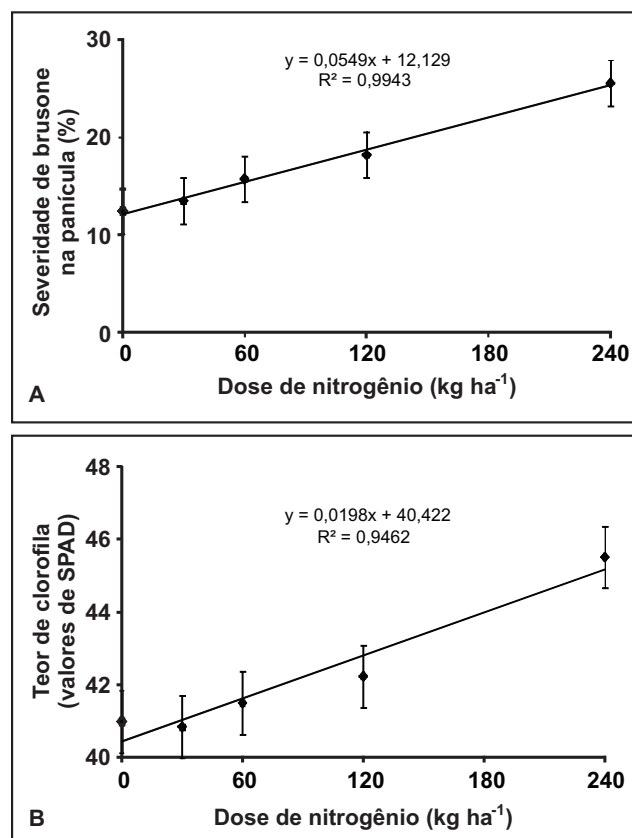 30
20
10
0
Severidade de brusone
na panícula (%)
y = 0,0549x + 12,129
R² = 0,9943
0 60 120 180 240
Dose de nitrogênio (kg ha⁻¹)
A
48
46
44
42
40
Teor de clorofila
(valores de SPAD)
y = 0,0198x + 40,422
R² = 0,9462
0 60 120 180 240
Dose de nitrogênio (kg ha⁻¹)
B